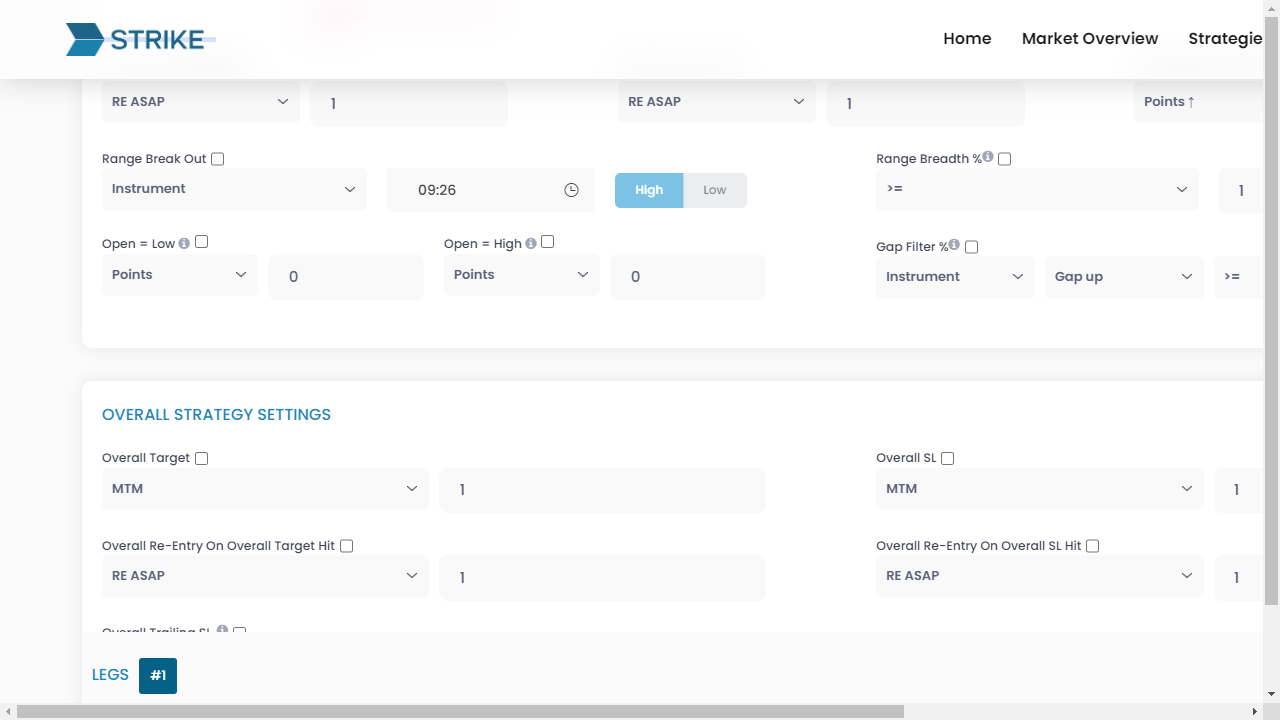 STRIKE
Home
Market Overview
Strategie
RE ASAP
1
RE ASAP
1
Points ↑
Range Break Out
Range Breadth %
Instrument
09:26
High
Low
>=
1
Open = Low
Open = High
Gap Filter %
Points
0
Points
0
Instrument
Gap up
>=
OVERALL STRATEGY SETTINGS
Overall Target
Overall SL
MTM
1
MTM
1
Overall Re-Entry On Overall Target Hit
Overall Re-Entry On Overall SL Hit
RE ASAP
1
RE ASAP
1
Overall Trailing SL
LEGS
#1